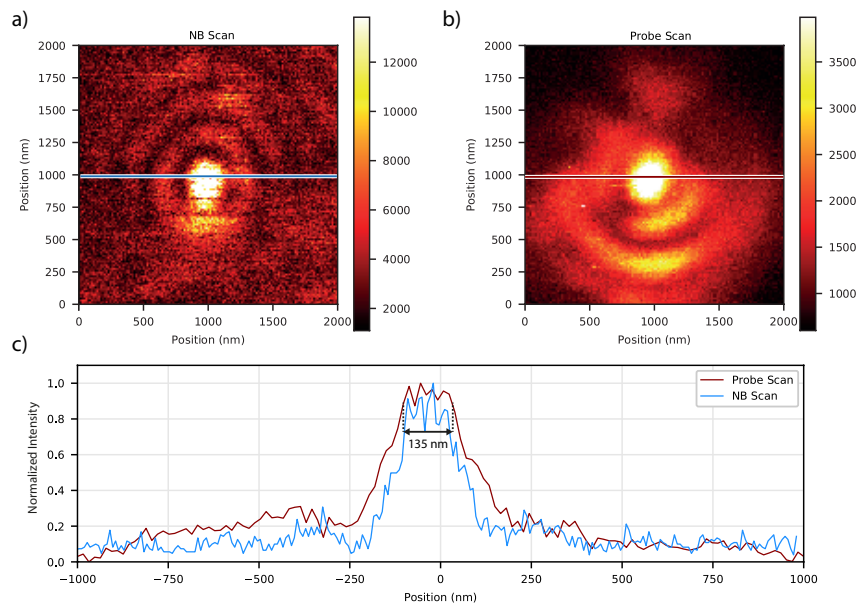 a)
NB Scan
2000
1750
1500
1250
1000
750
500
250
0
Position (nm)
0 500 1000 1500 2000
Position (nm)
12000
10000
8000
6000
4000
2000
b)
Probe Scan
2000
1750
1500
1250
1000
750
500
250
0
Position (nm)
0 500 1000 1500 2000
Position (nm)
3500
3000
2500
2000
1500
1000
c)
1.0
0.8
0.6
0.4
0.2
0.0
Normalized Intensity
Probe Scan
NB Scan
135 nm
−1000 −750 −500 −250 0 250 500 750 1000
Position (nm)